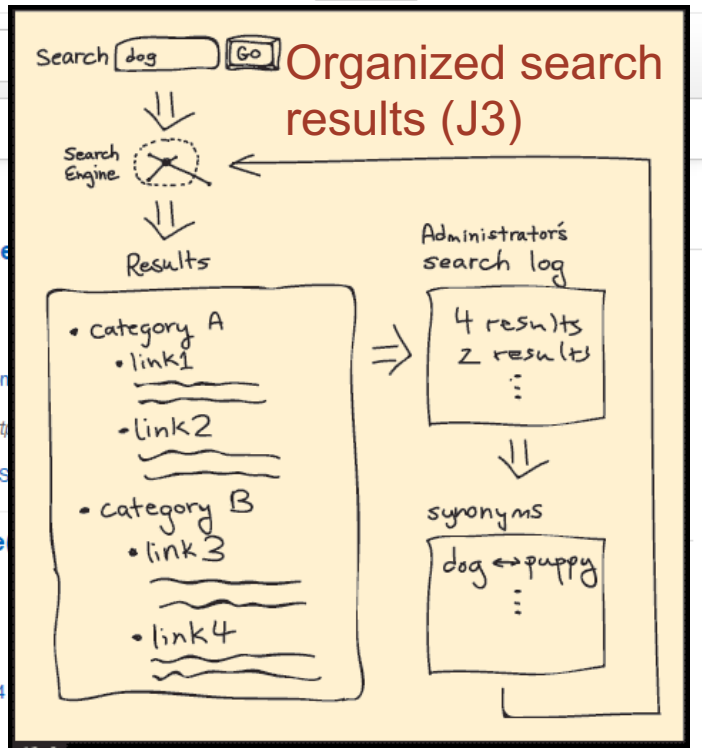 Search dog Go
Organized search
results (J3)
Search
Engine
Results
• category A
• link1
• link2
• category B
• link3
• link4
Administrator's
search log
4 results
2 results
⋮
synonyms
dog ↔ puppy
⋮